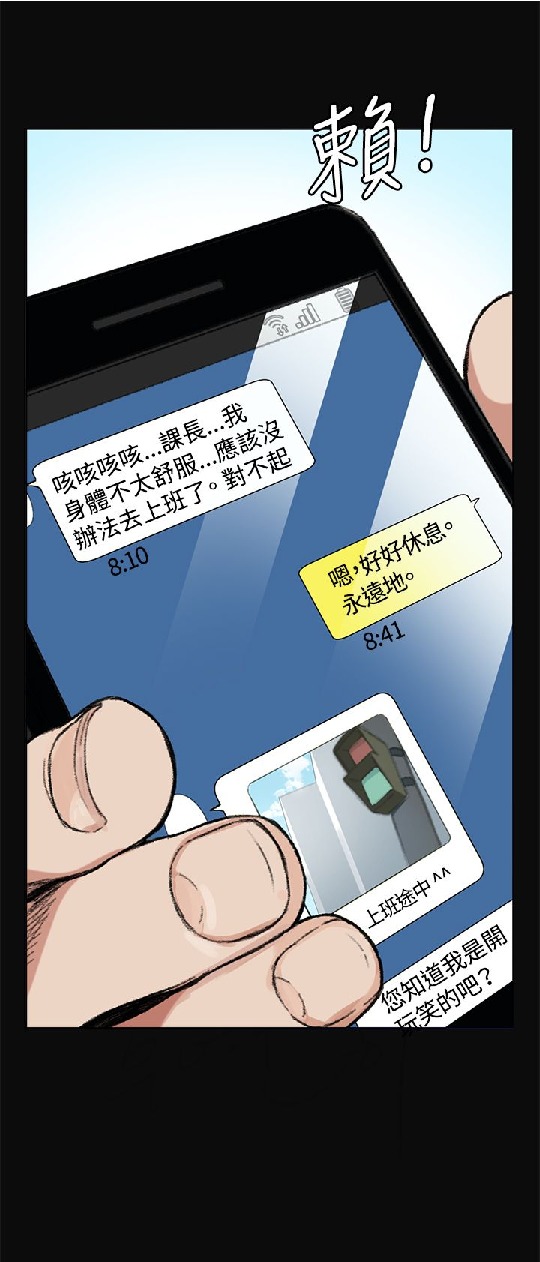 賴!
咳咳咳咳...課長...我
身體不太舒服...應該沒
辦法去上班了。對不起
8:10
嗯,好好休息。
永遠地。
8:41
上班途中^^
您知道我是開
玩笑的吧?